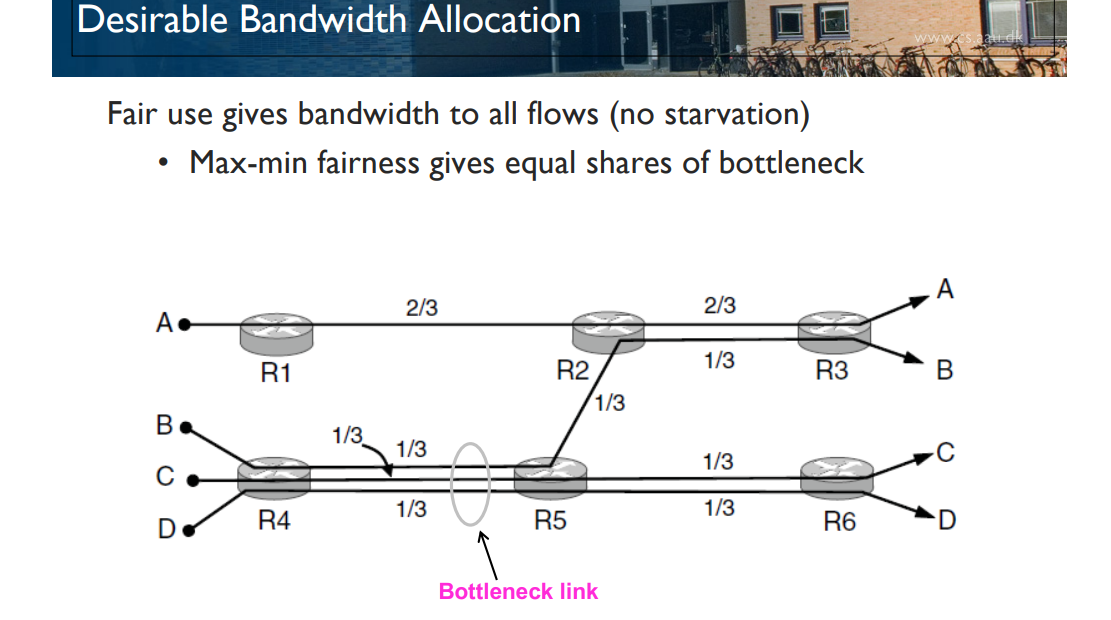 Desirable Bandwidth Allocation
www.cs.aau.dk
Fair use gives bandwidth to all flows (no starvation)
• Max-min fairness gives equal shares of bottleneck
A
2/3
2/3
A
R1
R2
1/3
R3
B
1/3
B
1/3
1/3
1/3
C
C
R4
1/3
R5
1/3
R6
D
D
Bottleneck link